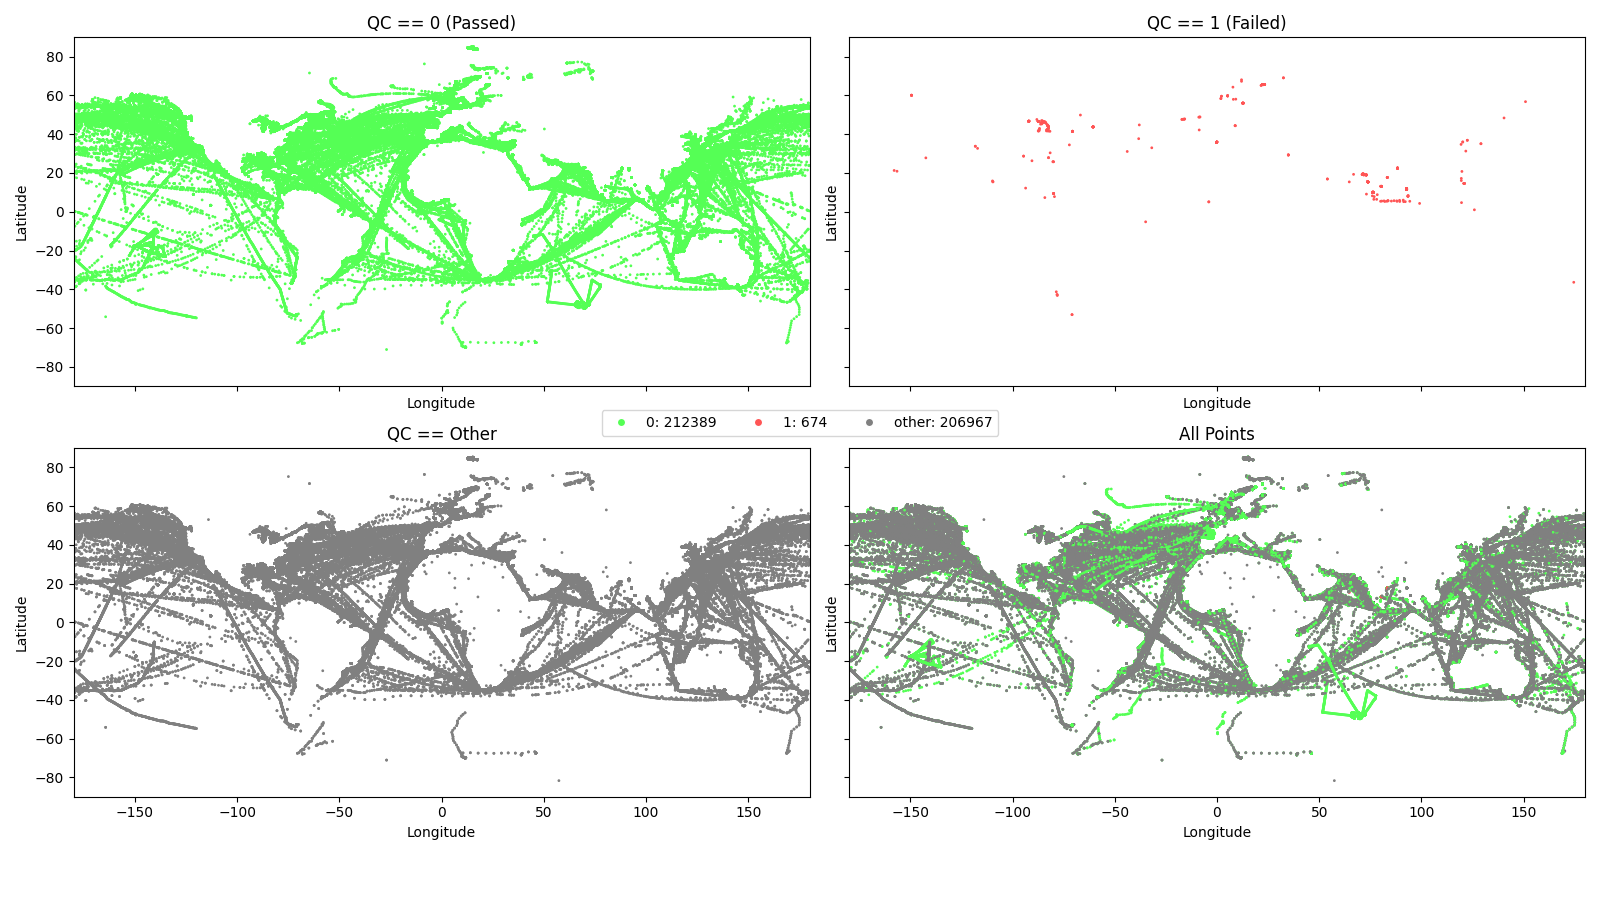 QC == 0 (Passed)
QC == 1 (Failed)
80
60
40
20
0
−20
−40
−60
−80
Latitude
Latitude
Longitude
Longitude
0: 212389
1: 674
other: 206967
QC == Other
All Points
80
60
40
20
0
−20
−40
−60
−80
Latitude
Latitude
−150 −100 −50 0 50 100 150
−150 −100 −50 0 50 100 150
Longitude
Longitude